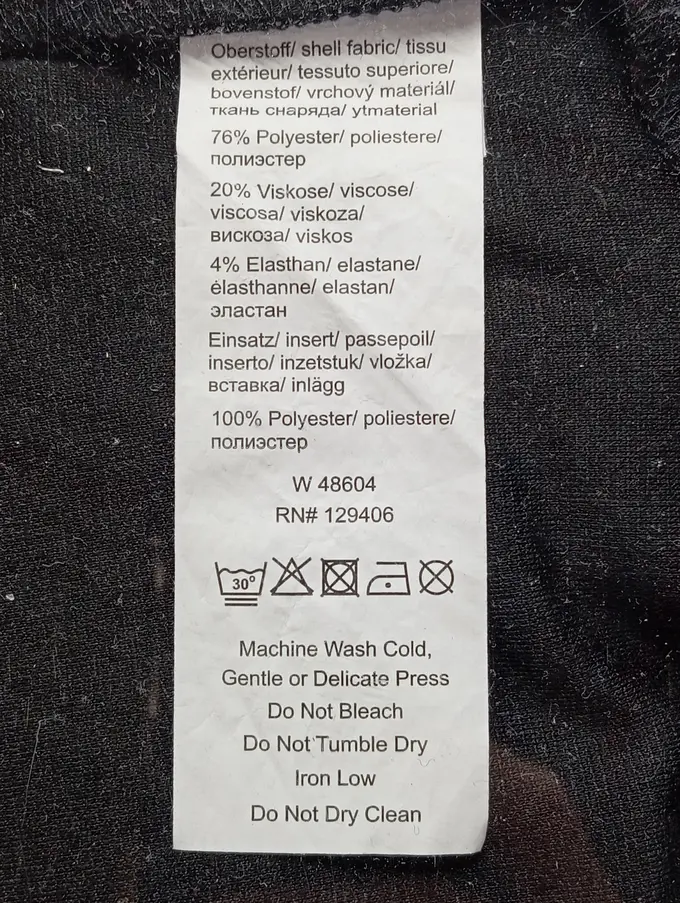 Oberstoff/ shell fabric/ tissu
extérieur/ tessuto superiore/
bovenstof/ vrchový materiál/
ткань снаряда/ ytmaterial
76% Polyester/ poliestere/
полиэстер
20% Viskose/ viscose/
viscosa/ viskoza/
вискоза/ viskos
4% Elasthan/ elastane/
élasthanne/ elastan/
эластан
Einsatz/ insert/ passepoil/
inserto/ inzetstuk/ vložka/
вставка/ inlägg
100% Polyester/ poliestere/
полиэстер
W 48604
RN# 129406
30°
Machine Wash Cold,
Gentle or Delicate Press
Do Not Bleach
Do Not Tumble Dry
Iron Low
Do Not Dry Clean